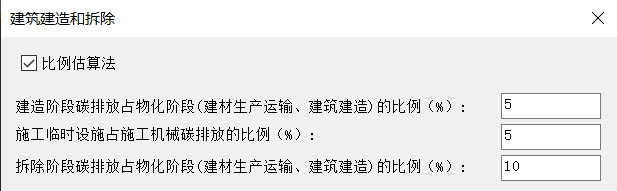 建筑建造和拆除
比例估算法
建造阶段碳排放占物化阶段(建材生产运输、建筑建造)的比例（%）： 5
施工临时设施占施工机械碳排放的比例（%）： 5
拆除阶段碳排放占物化阶段(建材生产运输、建筑建造)的比例（%）： 10